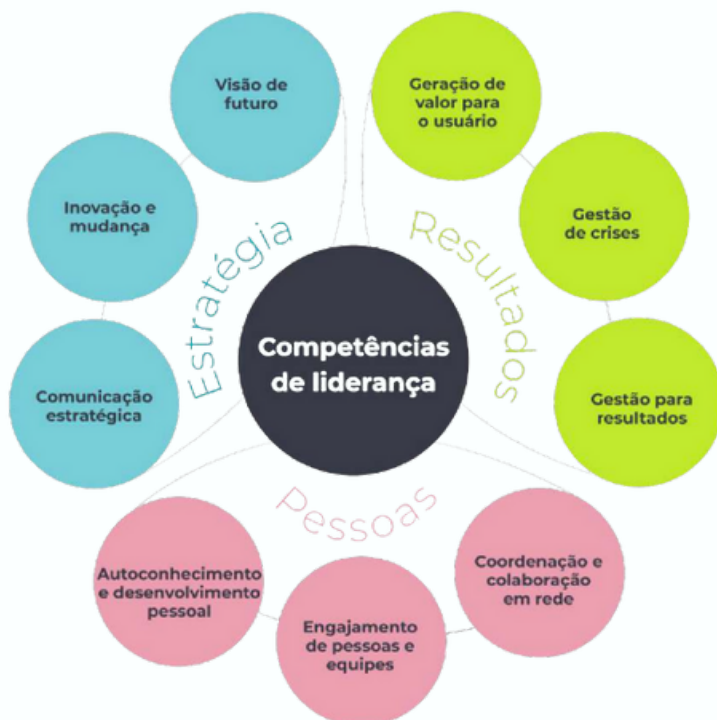 Visão de
futuro
Geração de
valor para
o usuário
Inovação e
mudança
Gestão
de crises
Estratégia
Resultados
Competências
de liderança
Comunicação
estratégica
Gestão para
resultados
Pessoas
Autoconhecimento
e desenvolvimento
pessoal
Coordenação e
colaboração
em rede
Engajamento
de pessoas e
equipes